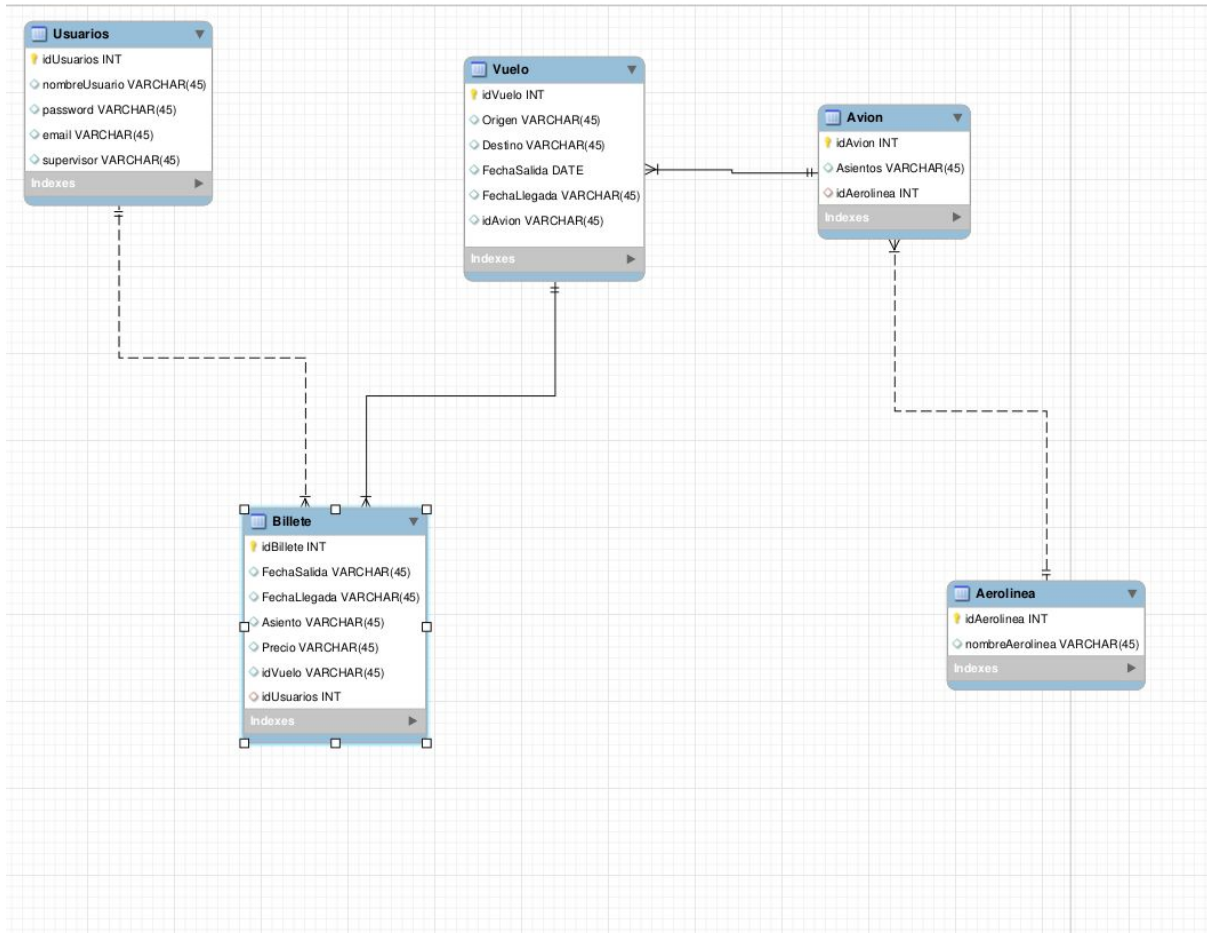 Usuarios
idUsuarios INT
nombreUsuario VARCHAR(45)
password VARCHAR(45)
email VARCHAR(45)
supervisor VARCHAR(45)
Indexes
Vuelo
idVuelo INT
Origen VARCHAR(45)
Destino VARCHAR(45)
FechaSalida DATE
FechaLlegada VARCHAR(45)
idAvion VARCHAR(45)
Indexes
Avion
idAvion INT
Asientos VARCHAR(45)
idAerolinea INT
Indexes
Billete
idBillete INT
FechaSalida VARCHAR(45)
FechaLlegada VARCHAR(45)
Asiento VARCHAR(45)
Precio VARCHAR(45)
idVuelo VARCHAR(45)
idUsuarios INT
Indexes
Aerolinea
idAerolinea INT
nombreAerolinea VARCHAR(45)
Indexes